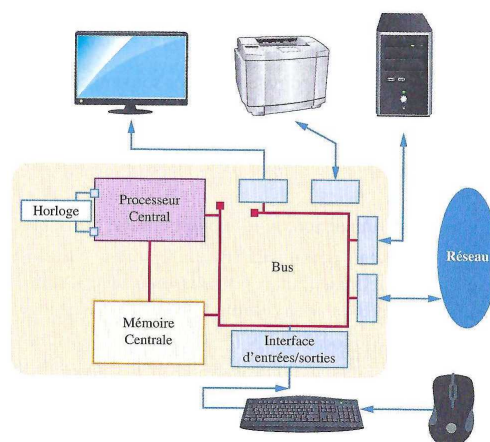 Processeur
Central
Horloge
Bus
Réseau
Mémoire
Centrale
Interface
d'entrées/sorties